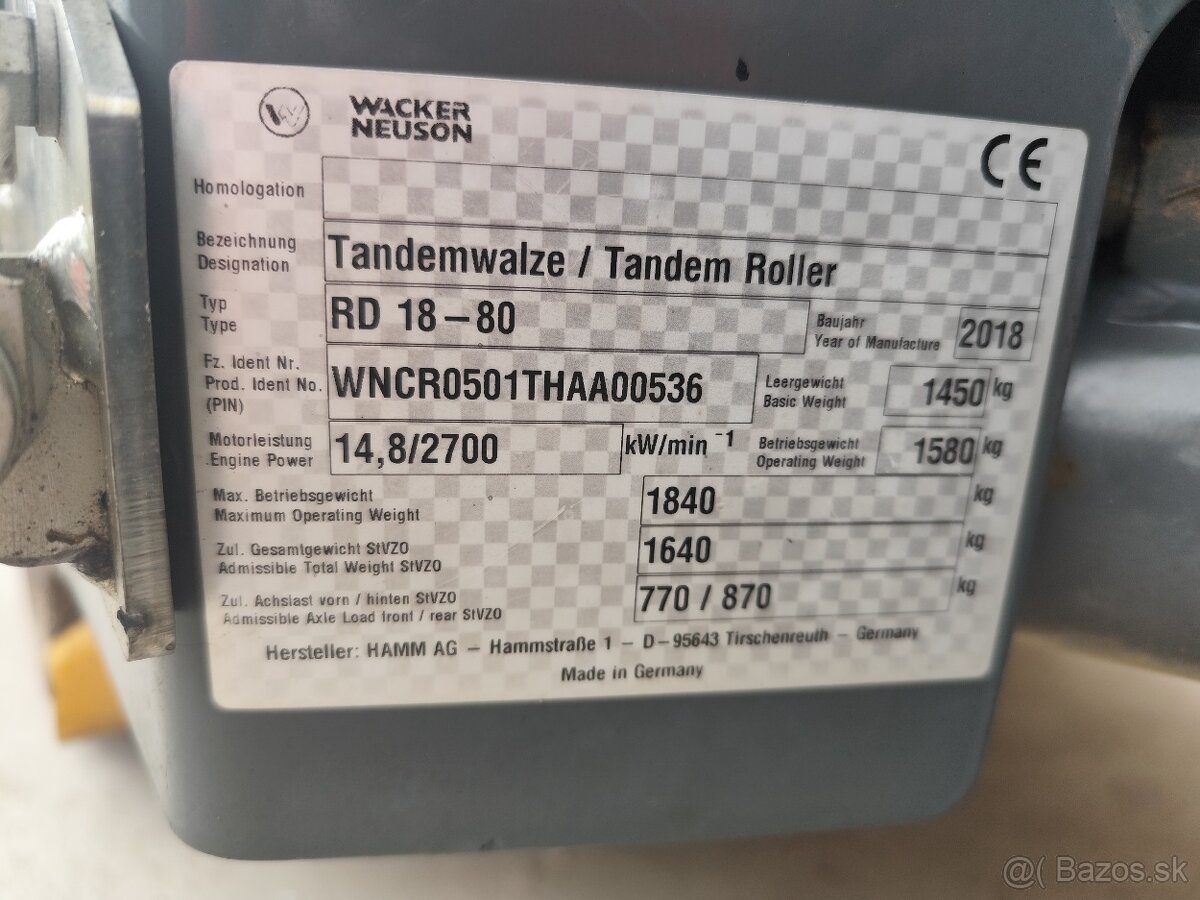 WACKER
NEUSON
CE
Homologation
Bezeichnung
Designation
Tandemwalze / Tandem Roller
Typ
Type
RD 18-80
Baujahr
Year of Manufacture
2018
Fz. Ident Nr.
Prod. Ident No.
(PIN)
WNCR0501THAA00536
Leergewicht
Basic Weight
1450 kg
Motorleistung
Engine Power
14,8/2700 kW/min⁻¹
Betriebsgewicht
Operating Weight
1580 kg
Max. Betriebsgewicht
Maximum Operating Weight
1840 kg
Zul. Gesamtgewicht StVZO
Admissible Total Weight StVZO
1640 kg
Zul. Achslast vorn / hinten StVZO
Admissible Axle Load front / rear StVZO
770 / 870 kg
Hersteller: HAMM AG - Hammstraße 1 - D-95643 Tirschenreuth - Germany
Made in Germany
@( Bazos.sk